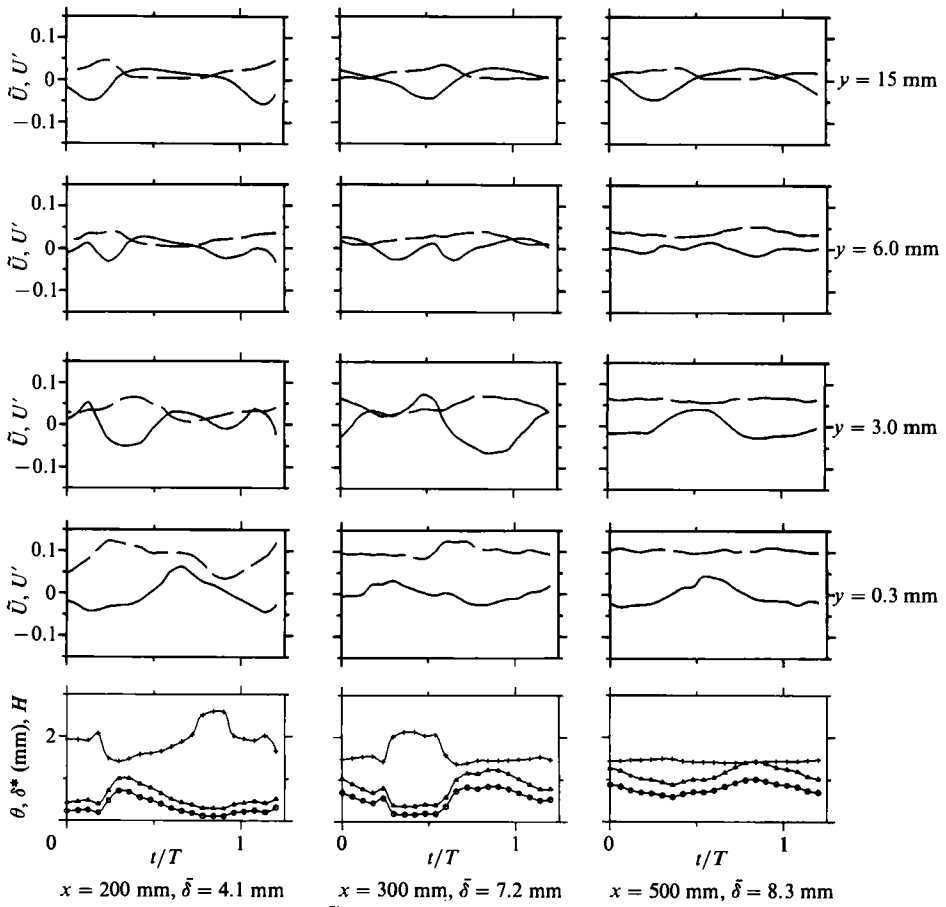 0.1
0
−0.1
Ũ, U′
y = 15 mm
0.1
0
−0.1
Ũ, U′
y = 6.0 mm
0.1
0
−0.1
Ũ, U′
y = 3.0 mm
0.1
0
−0.1
Ũ, U′
y = 0.3 mm
2
θ, δ* (mm), H
0 1 0 1 0 1
t/T t/T t/T
x = 200 mm, δ̄ = 4.1 mm x = 300 mm, δ̄ = 7.2 mm x = 500 mm, δ̄ = 8.3 mm